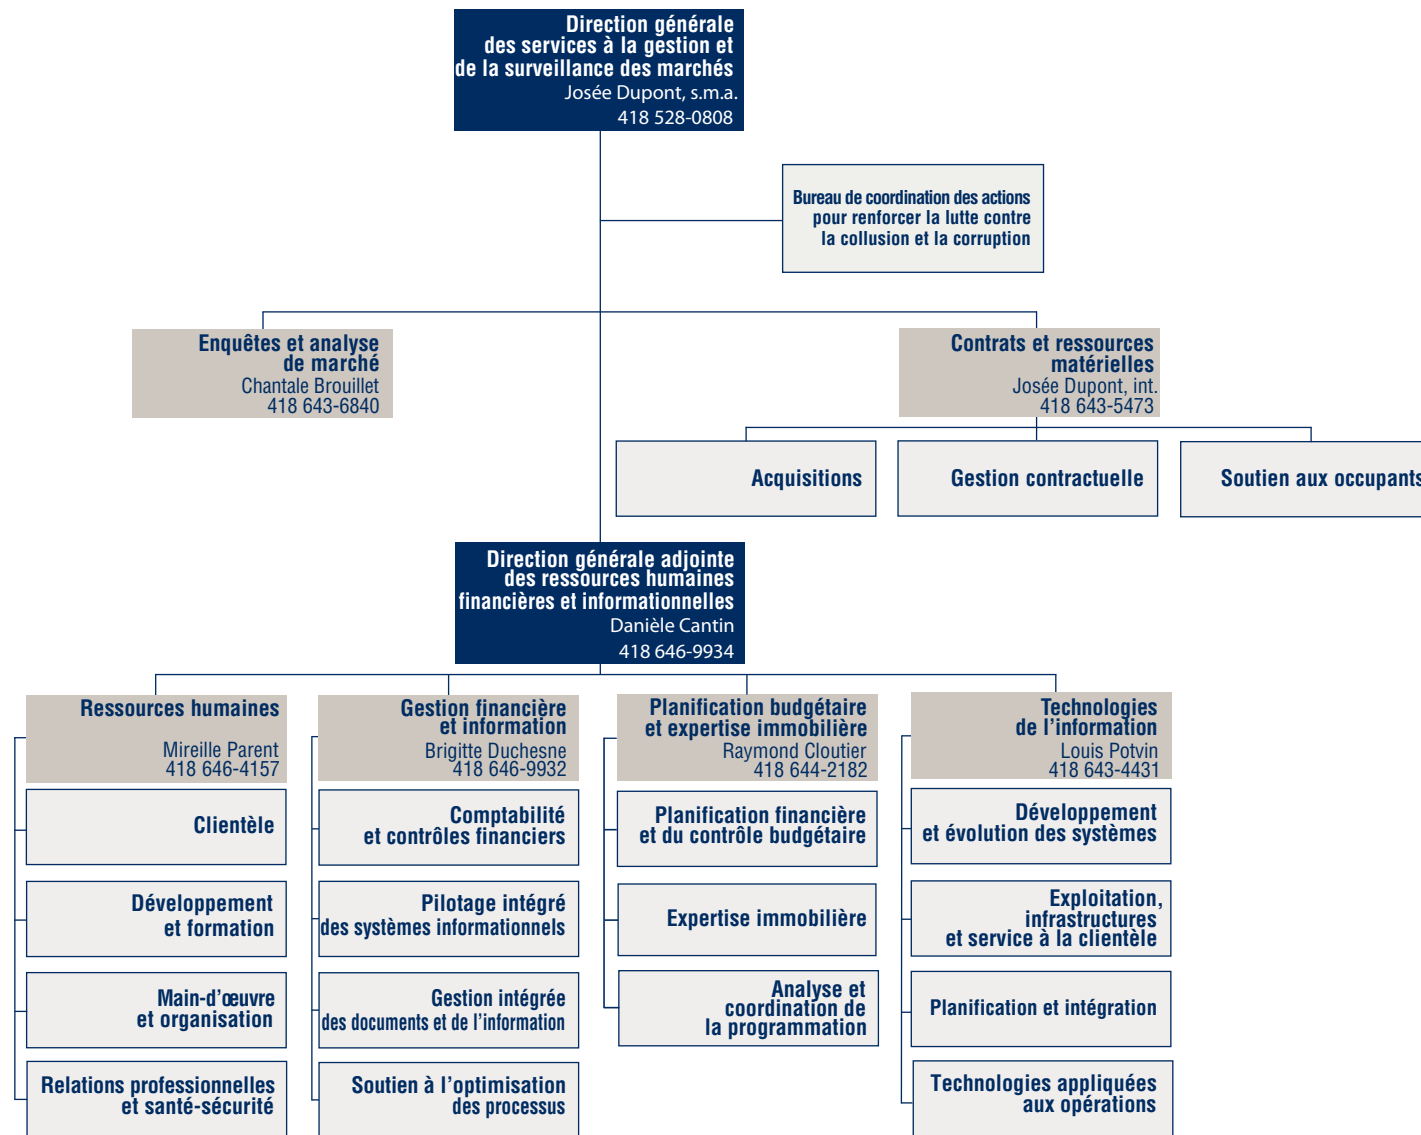 Direction générale
des services à la gestion et
de la surveillance des marchés
Josée Dupont, s.m.a.
418 528-0808
Bureau de coordination des actions
pour renforcer la lutte contre
la collusion et la corruption
Enquêtes et analyse
de marché
Chantale Brouillet
418 643-6840
Contrats et ressources
matérielles
Josée Dupont, int.
418 643-5473
Acquisitions
Gestion contractuelle
Soutien aux occupants
Direction générale adjointe
des ressources humaines
financières et informationnelles
Danièle Cantin
418 646-9934
Ressources humaines
Mireille Parent
418 646-4157
Clientèle
Développement
et formation
Main-d'œuvre
et organisation
Relations professionnelles
et santé-sécurité
Gestion financière
et information
Brigitte Duchesne
418 646-9932
Comptabilité
et contrôles financiers
Pilotage intégré
des systèmes informationnels
Gestion intégrée
des documents et de l'information
Soutien à l'optimisation
des processus
Planification budgétaire
et expertise immobilière
Raymond Cloutier
418 644-2182
Planification financière
et du contrôle budgétaire
Expertise immobilière
Analyse et
coordination de
la programmation
Technologies
de l'information
Louis Potvin
418 643-4431
Développement
et évolution des systèmes
Exploitation,
infrastructures
et service à la clientèle
Planification et intégration
Technologies appliquées
aux opérations